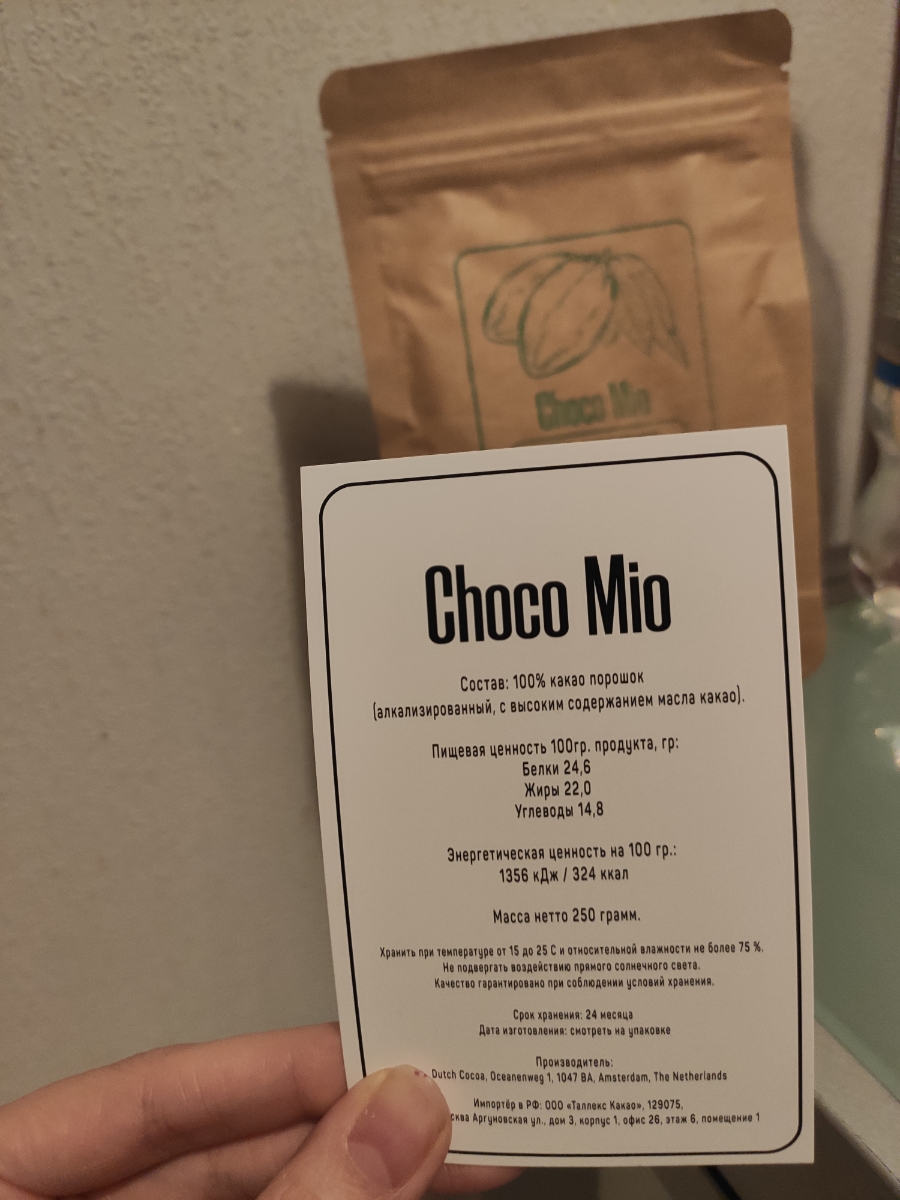 Choco Mio
Choco Mio
Состав: 100% какао порошок
(алкализированный, с высоким содержанием масла какао).
Пищевая ценность 100гр. продукта, гр:
Белки 24,6
Жиры 22,0
Углеводы 14,8
Энергетическая ценность на 100 гр.:
1356 кДж / 324 ккал
Масса нетто 250 грамм.
Хранить при температуре от 15 до 25 С и относительной влажности не более 75 %.
Не подвергать воздействию прямого солнечного света.
Качество гарантировано при соблюдении условий хранения.
Срок хранения: 24 месяца
Дата изготовления: смотреть на упаковке
Производитель:
Dutch Cocoa, Oceanenweg 1, 1047 BA, Amsterdam, The Netherlands
Импортёр в РФ: ООО «Таллекс Какао», 129075,
Аргуновская ул., дом 3, корпус 1, офис 26, этаж 6, помещение 1